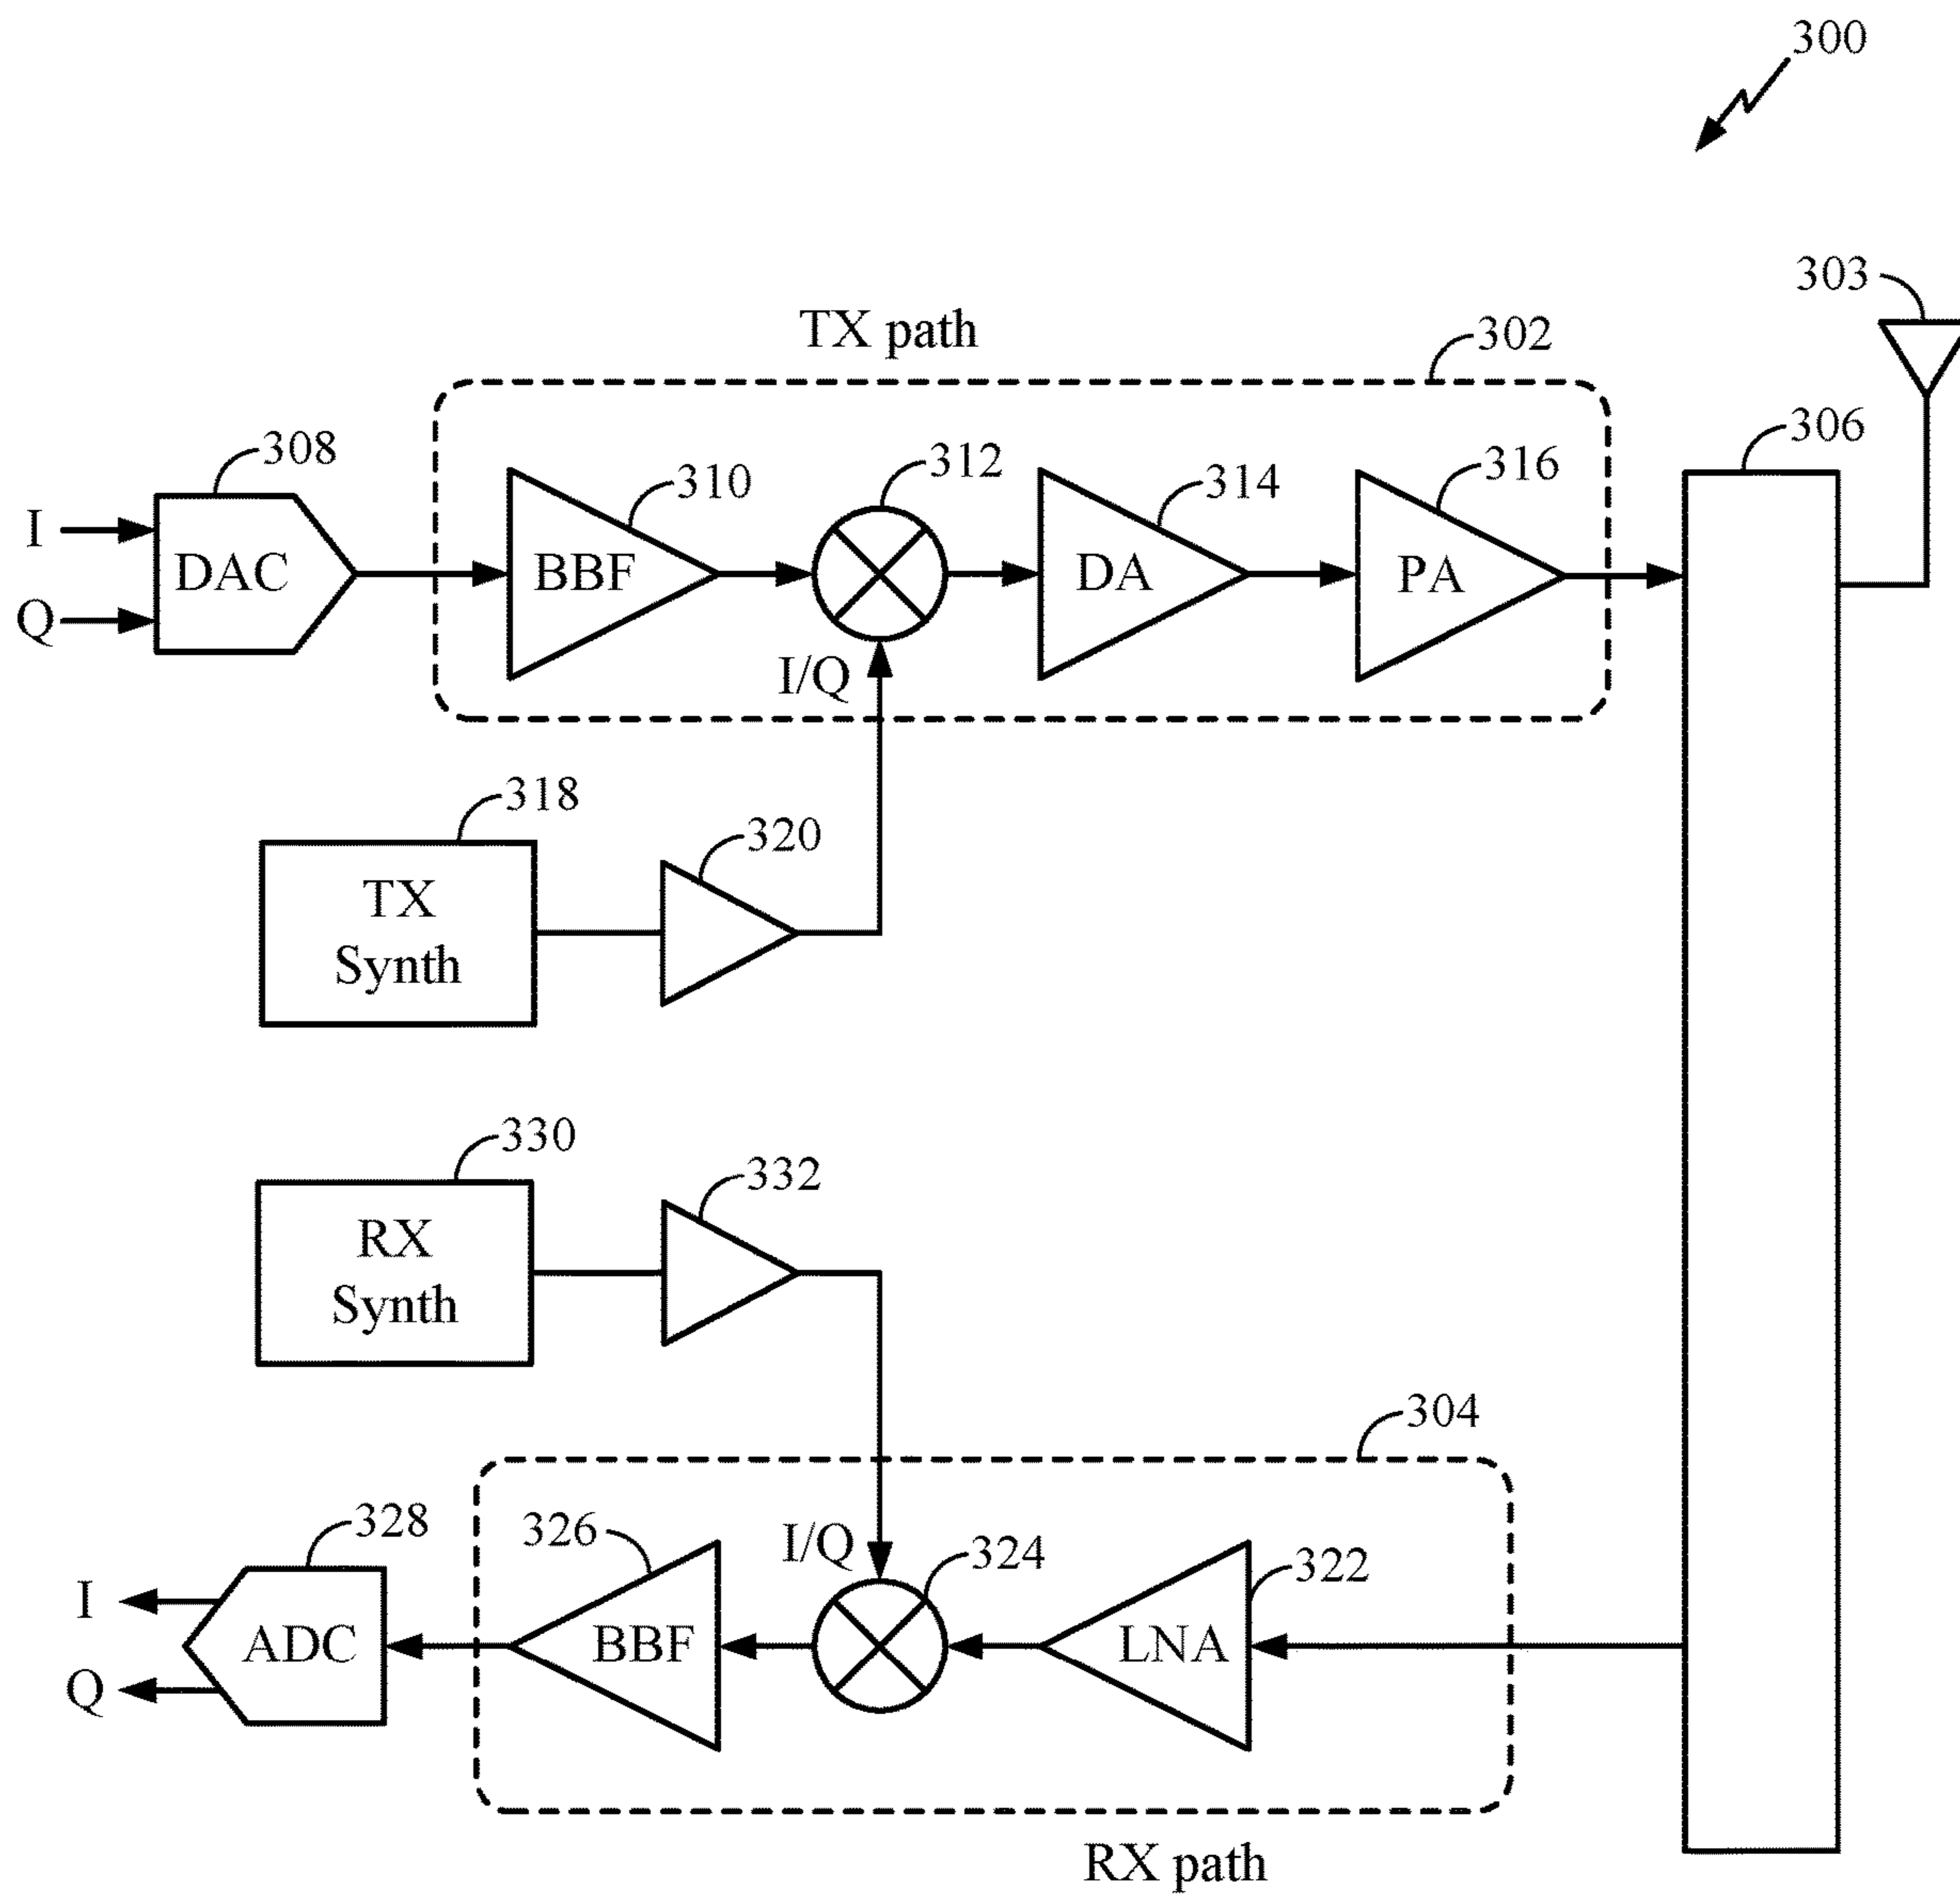 300
303
TX path
302
306
308
310
312
314
316
I
DAC
BBF
DA
PA
Q
I/Q
318
320
TX
Synth
330
332
RX
Synth
304
328
326
I/Q
324
322
I
ADC
BBF
LNA
Q
RX path